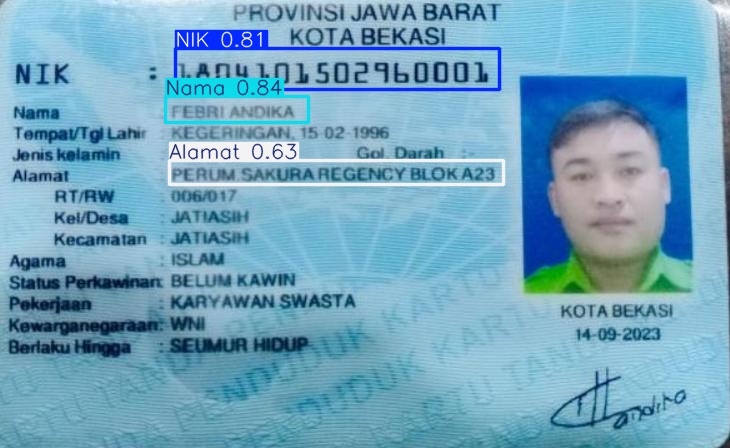 PROVINSI JAWA BARAT
KOTA BEKASI
NIK 0.81
NIK :
Nama 0.84
Nama : FEBRI ANDIKA
Tempat/Tgl Lahir : KEGERINGAN, 15-02-1996
Jenis kelamin Gol. Darah :-
Alamat 0.63
Alamat PERUM SAKURA REGENCY BLOK A23
RT/RW : 006/017
Kel/Desa : JATIASIH
Kecamatan : JATIASIH
Agama : ISLAM
Status Perkawinan: BELUM KAWIN
Pekerjaan : KARYAWAN SWASTA
Kewarganegaraan: WNI
Berlaku Hingga : SEUMUR HIDUP
KOTA BEKASI
14-09-2023